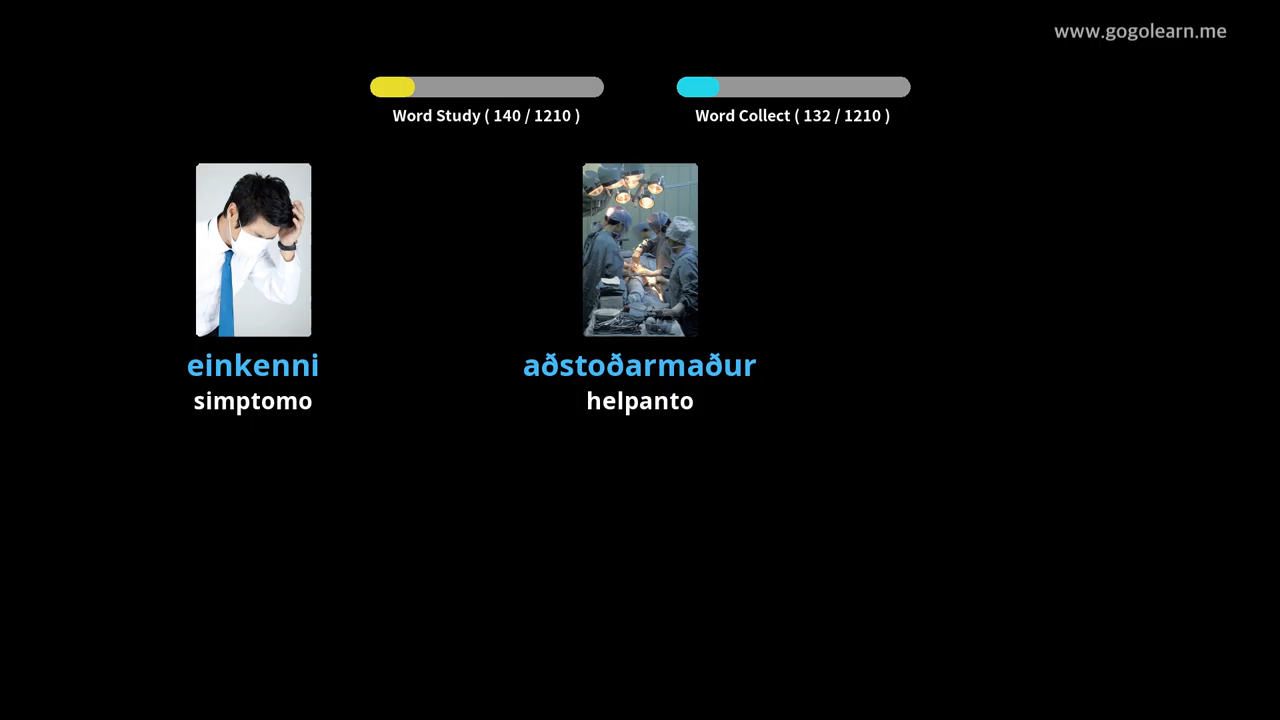 www.gogolearn.me
Word Study ( 140 / 1210 )
Word Collect ( 132 / 1210 )
einkenni
simptomo
aðstoðarmaður
helpanto